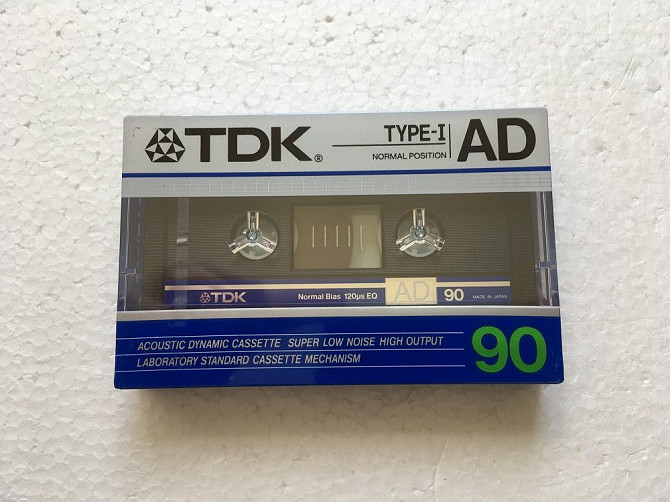 TDK®
TYPE-I
NORMAL POSITION
AD
TDK
Normal Bias 120µs EQ
AD
90
MADE IN JAPAN
ACOUSTIC DYNAMIC CASSETTE SUPER LOW NOISE HIGH OUTPUT
LABORATORY STANDARD CASSETTE MECHANISM
90